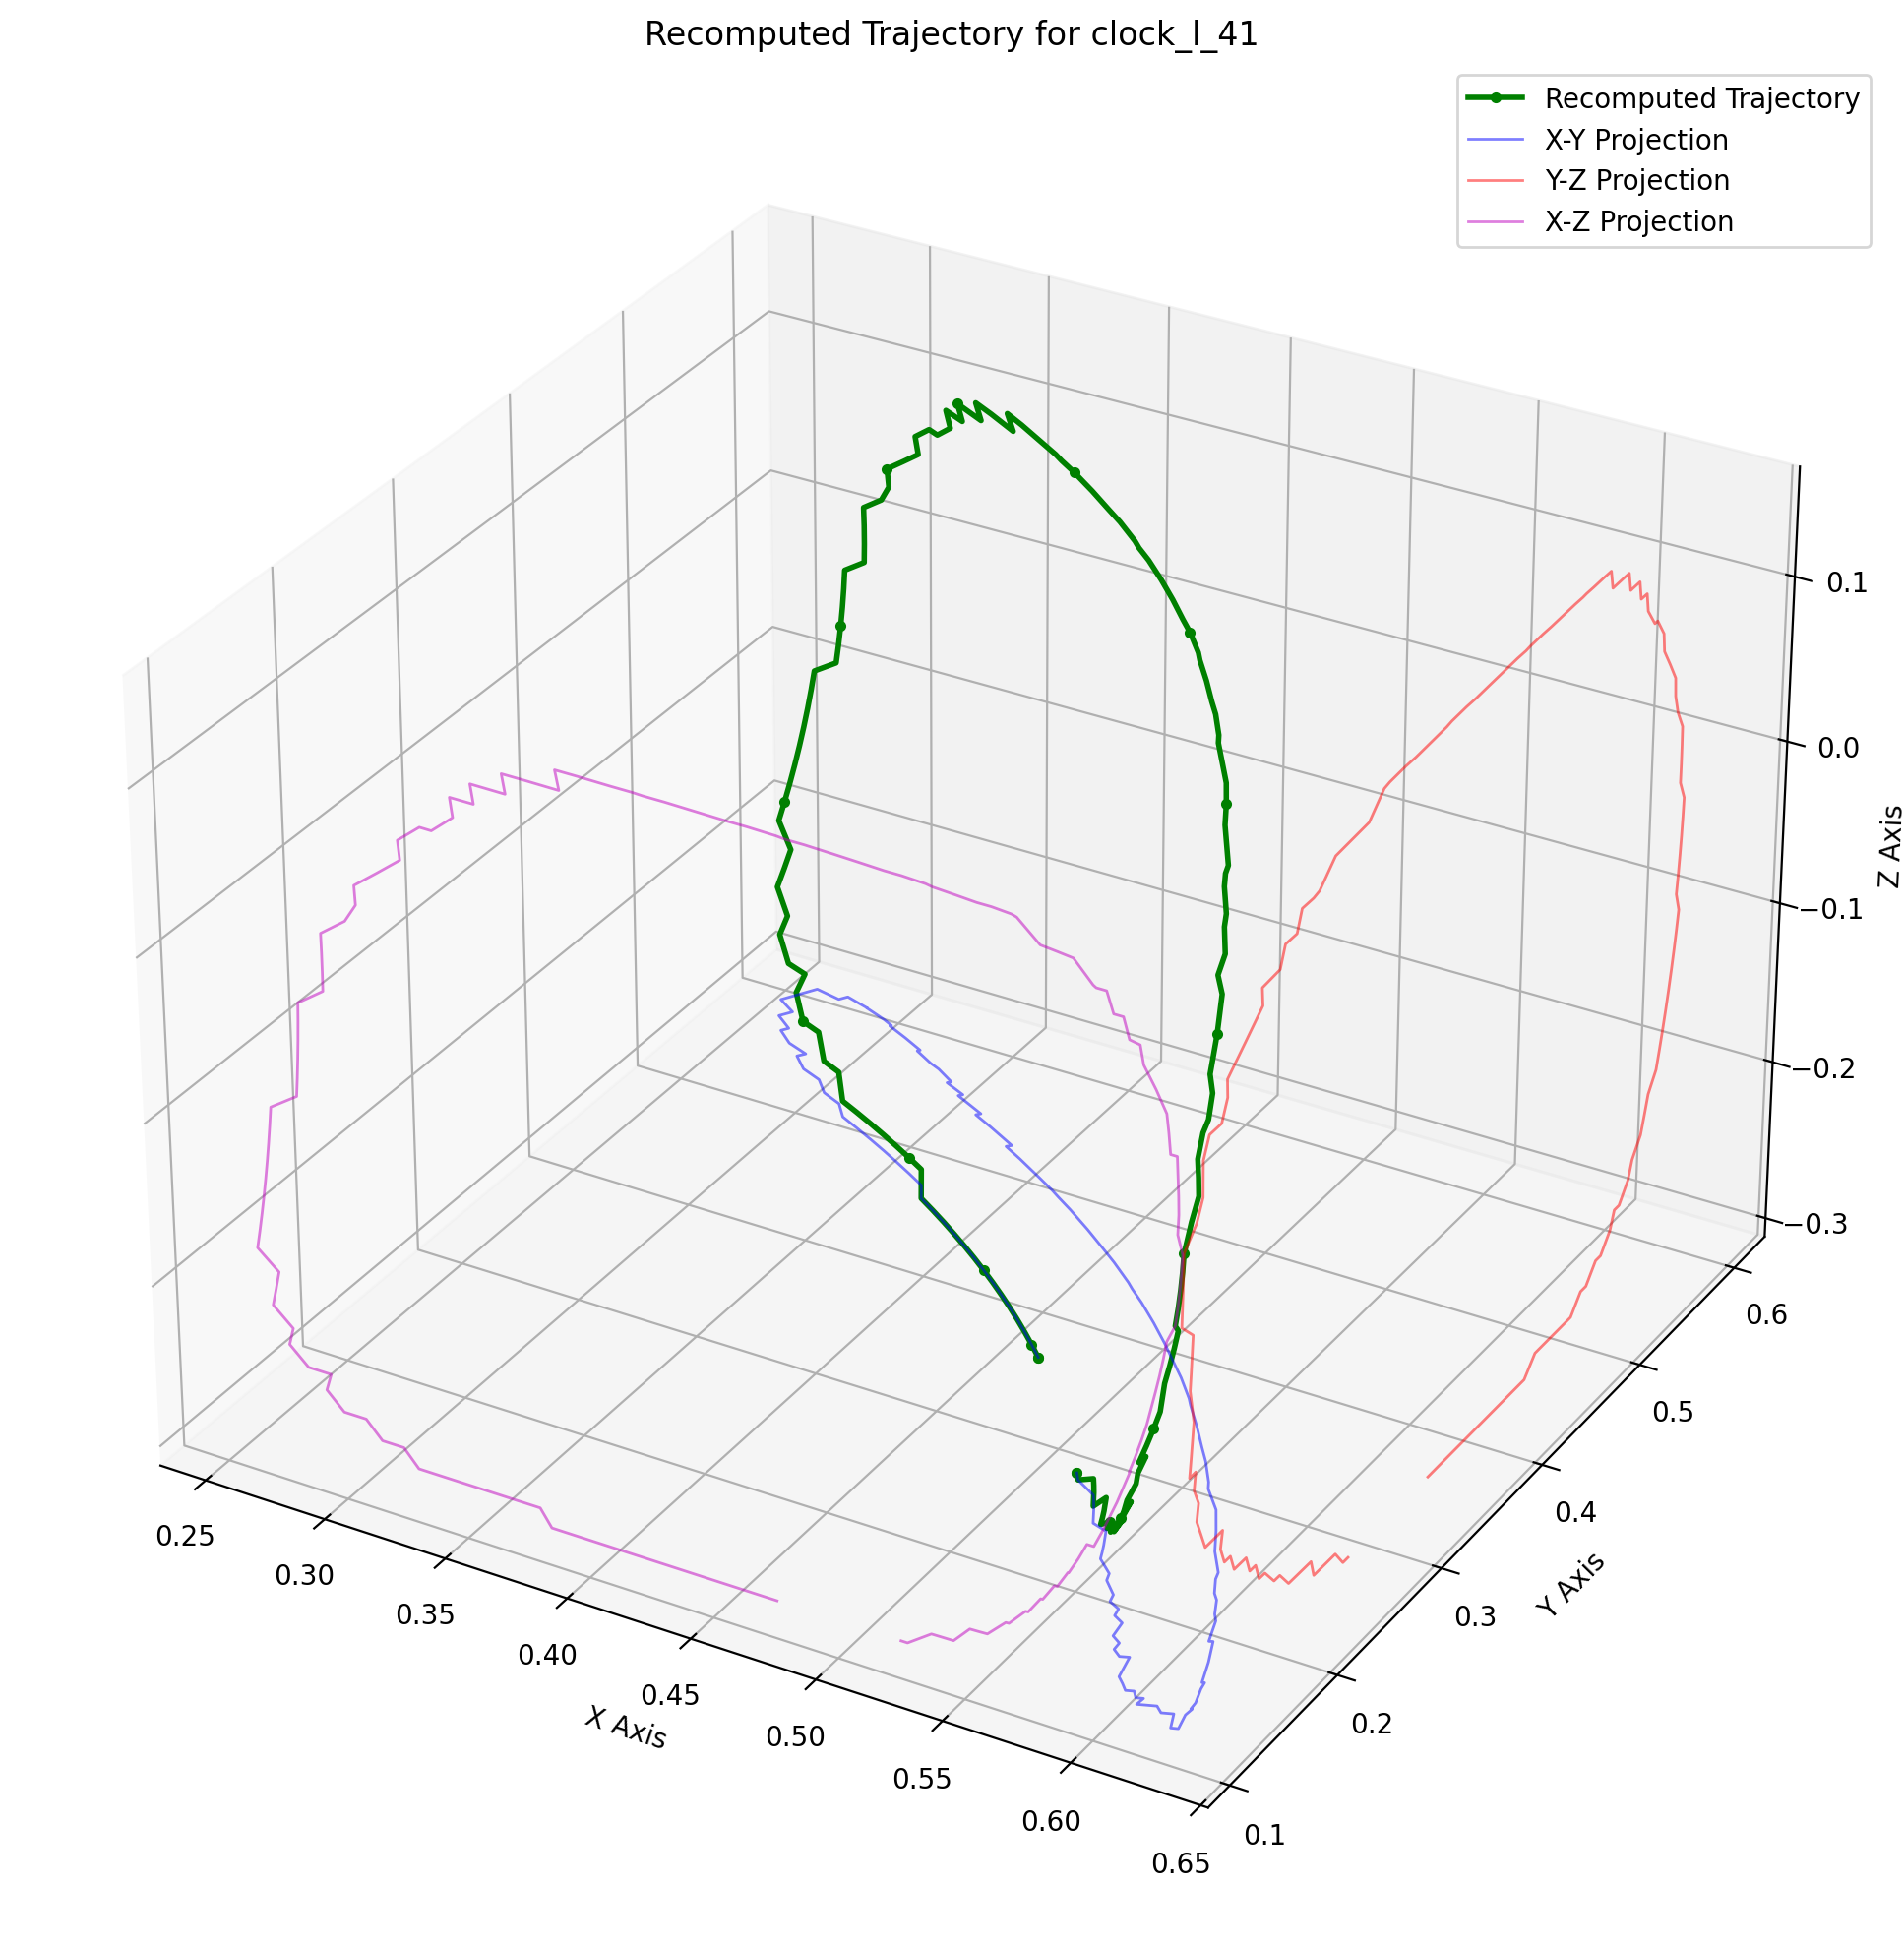 Recomputed Trajectory for clock_l_41
Recomputed Trajectory
X-Y Projection
Y-Z Projection
X-Z Projection
0.1
0.0
−0.1
−0.2
−0.3
Z Axis
0.6
0.5
0.4
0.3
0.2
0.1
Y Axis
0.25
0.30
0.35
0.40
0.45
0.50
0.55
0.60
0.65
X Axis